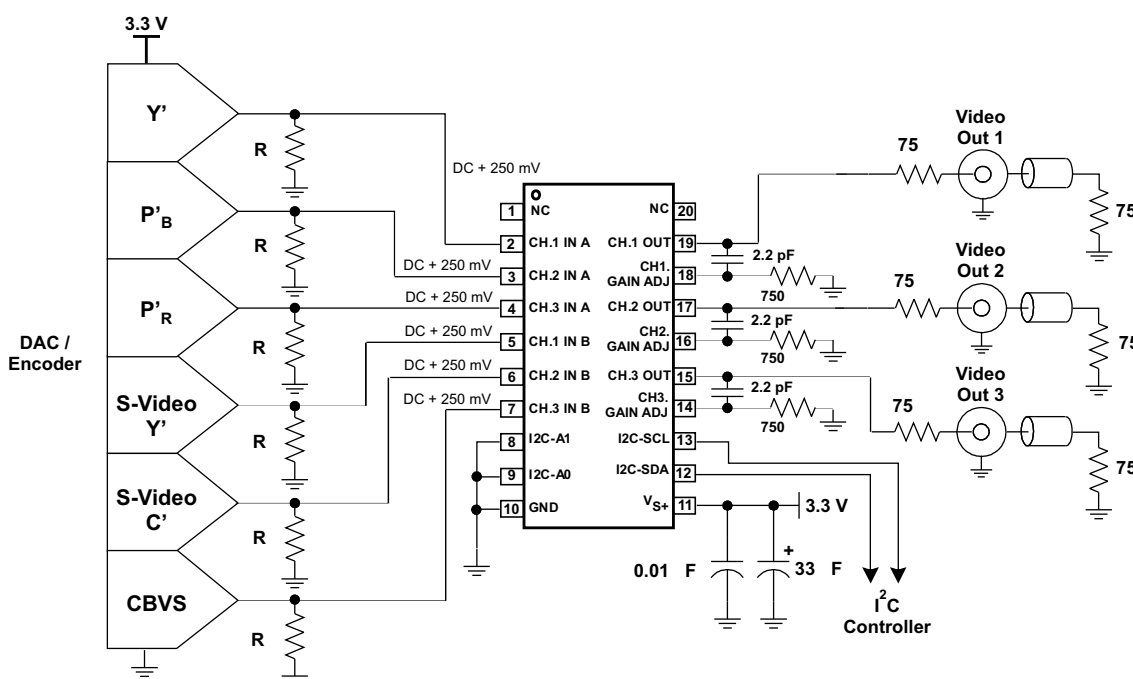 3.3 V
Y'
P'B
P'R
DAC /
Encoder
S-Video
Y'
S-Video
C'
CBVS
R
R
R
R
R
R
DC + 250 mV
DC + 250 mV
DC + 250 mV
DC + 250 mV
DC + 250 mV
DC + 250 mV
1 NC
2 CH.1 IN A
3 CH.2 IN A
4 CH.3 IN A
5 CH.1 IN B
6 CH.2 IN B
7 CH.3 IN B
8 I2C-A1
9 I2C-A0
10 GND
NC 20
CH.1 OUT 19
CH1.
GAIN ADJ 18
CH.2 OUT 17
CH2.
GAIN ADJ 16
CH.3 OUT 15
CH3.
GAIN ADJ 14
I2C-SCL 13
I2C-SDA 12
VS+ 11
2.2 pF
750
2.2 pF
750
2.2 pF
750
75
Video
Out 1
75
75
Video
Out 2
75
75
Video
Out 3
75
3.3 V
0.01 F
+
33 F
I2C
Controller